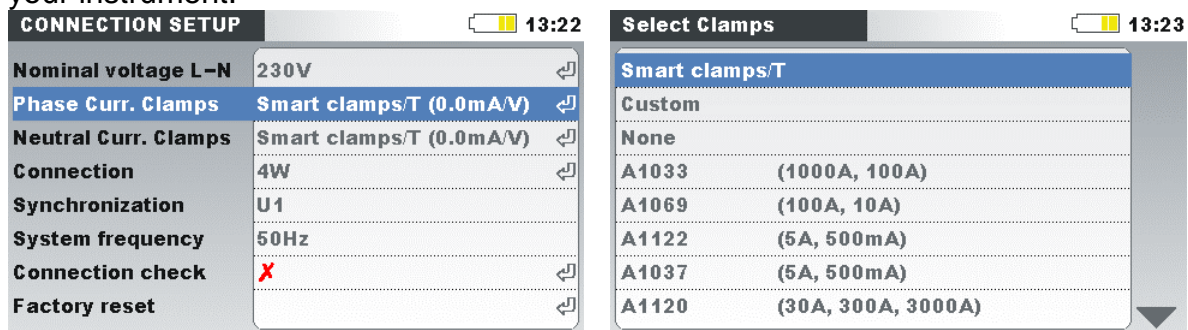 your instrument.
CONNECTION SETUP 13:22
Nominal voltage L-N 230V
Phase Curr. Clamps Smart clamps/T (0.0mA/V)
Neutral Curr. Clamps Smart clamps/T (0.0mA/V)
Connection 4W
Synchronization U1
System frequency 50Hz
Connection check ✗
Factory reset
Select Clamps 13:23
Smart clamps/T
Custom
None
A1033 (1000A, 100A)
A1069 (100A, 10A)
A1122 (5A, 500mA)
A1037 (5A, 500mA)
A1120 (30A, 300A, 3000A)